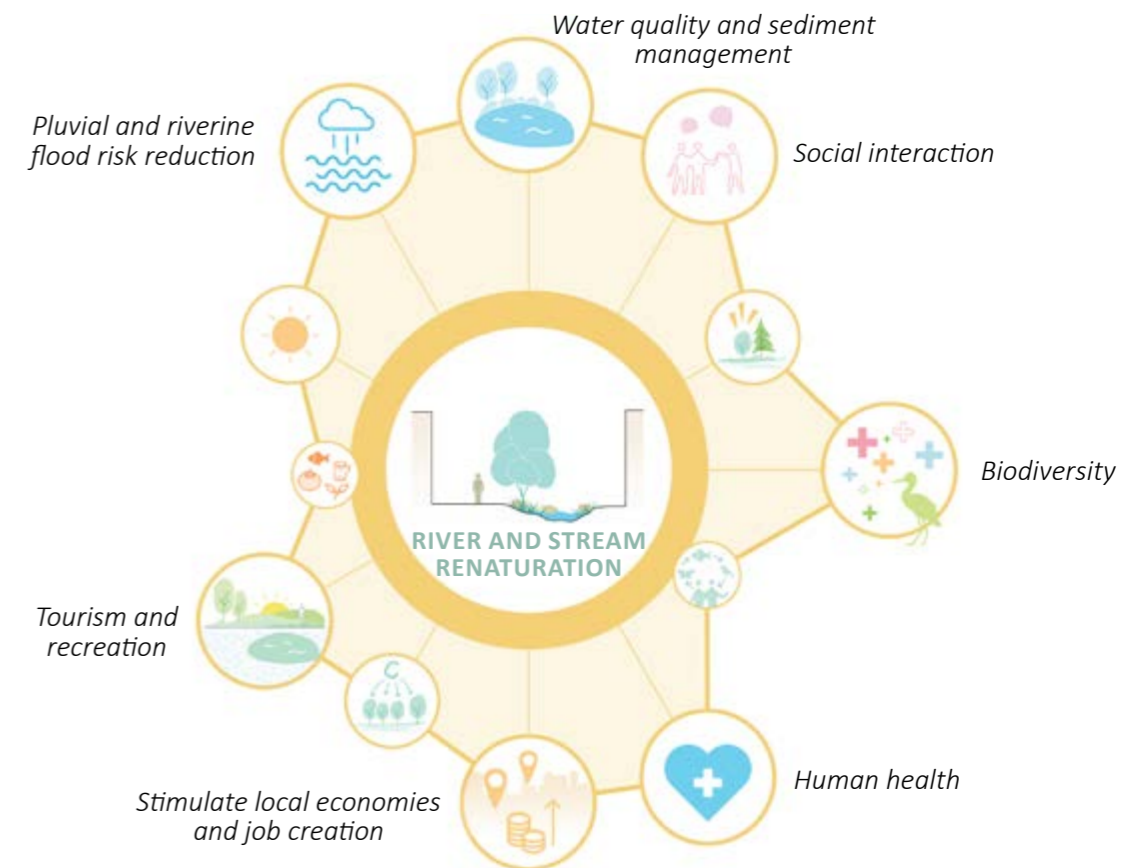 Water quality and sediment
management
Pluvial and riverine
flood risk reduction
Social interaction
Biodiversity
RIVER AND STREAM
RENATURATION
Tourism and
recreation
C
Human health
Stimulate local economies
and job creation